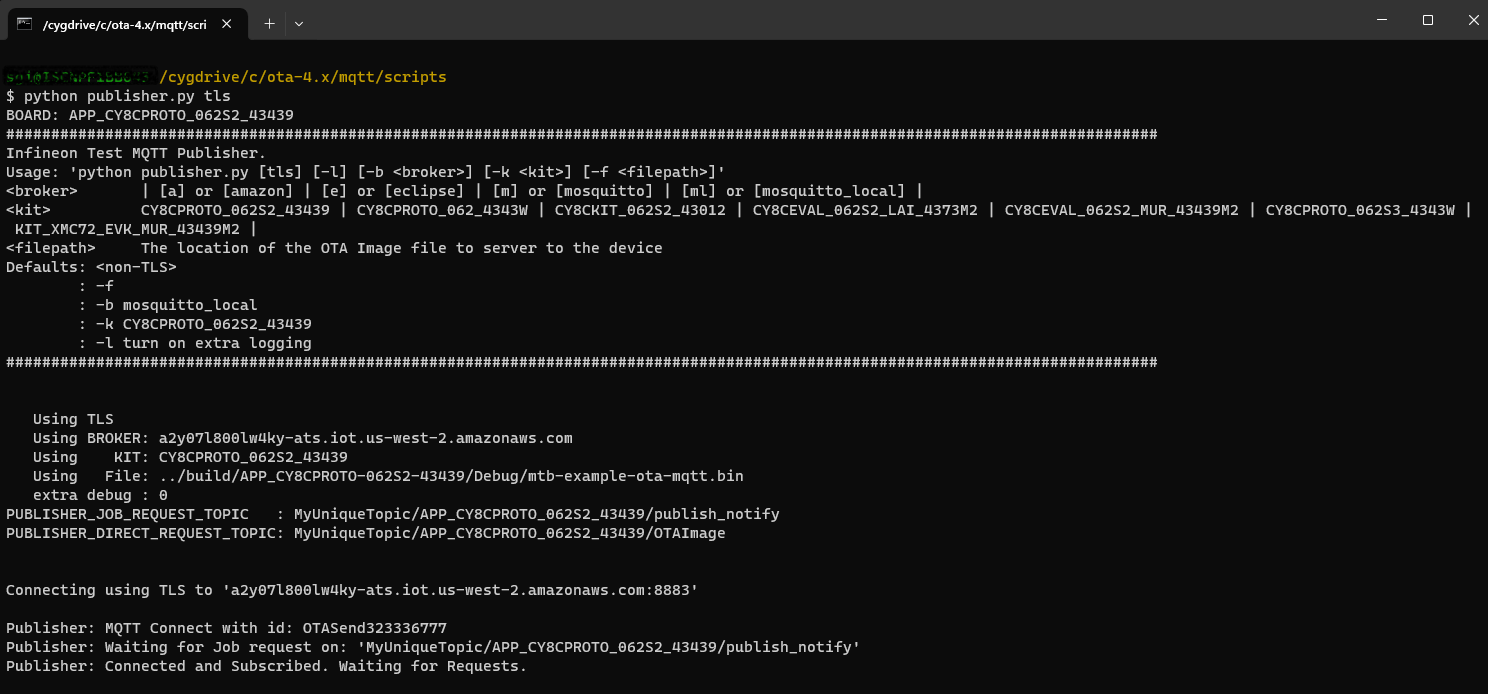 /cygdrive/c/ota-4.x/mqtt/scri
/cygdrive/c/ota-4.x/mqtt/scripts
$ python publisher.py tls
BOARD: APP_CY8CPROTO_062S2_43439
################################################################################################################################
Infineon Test MQTT Publisher.
Usage: 'python publisher.py [tls] [-l] [-b <broker>] [-k <kit>] [-f <filepath>]'
<broker>       | [a] or [amazon] | [e] or [eclipse] | [m] or [mosquitto] | [ml] or [mosquitto_local] |
<kit>          CY8CPROTO_062S2_43439 | CY8CPROTO_062_4343W | CY8CKIT_062S2_43012 | CY8CEVAL_062S2_LAI_4373M2 | CY8CEVAL_062S2_MUR_43439M2 | CY8CPROTO_062S3_4343W |
 KIT_XMC72_EVK_MUR_43439M2 |
<filepath>     The location of the OTA Image file to server to the device
Defaults: <non-TLS>
        : -f
        : -b mosquitto_local
        : -k CY8CPROTO_062S2_43439
        : -l turn on extra logging
################################################################################################################################
   Using TLS
   Using BROKER: a2y07l800lw4ky-ats.iot.us-west-2.amazonaws.com
   Using    KIT: CY8CPROTO_062S2_43439
   Using   File: ../build/APP_CY8CPROTO-062S2-43439/Debug/mtb-example-ota-mqtt.bin
   extra debug : 0
PUBLISHER_JOB_REQUEST_TOPIC   : MyUniqueTopic/APP_CY8CPROTO_062S2_43439/publish_notify
PUBLISHER_DIRECT_REQUEST_TOPIC: MyUniqueTopic/APP_CY8CPROTO_062S2_43439/OTAImage
Connecting using TLS to 'a2y07l800lw4ky-ats.iot.us-west-2.amazonaws.com:8883'
Publisher: MQTT Connect with id: OTASend323336777
Publisher: Waiting for Job request on: 'MyUniqueTopic/APP_CY8CPROTO_062S2_43439/publish_notify'
Publisher: Connected and Subscribed. Waiting for Requests.